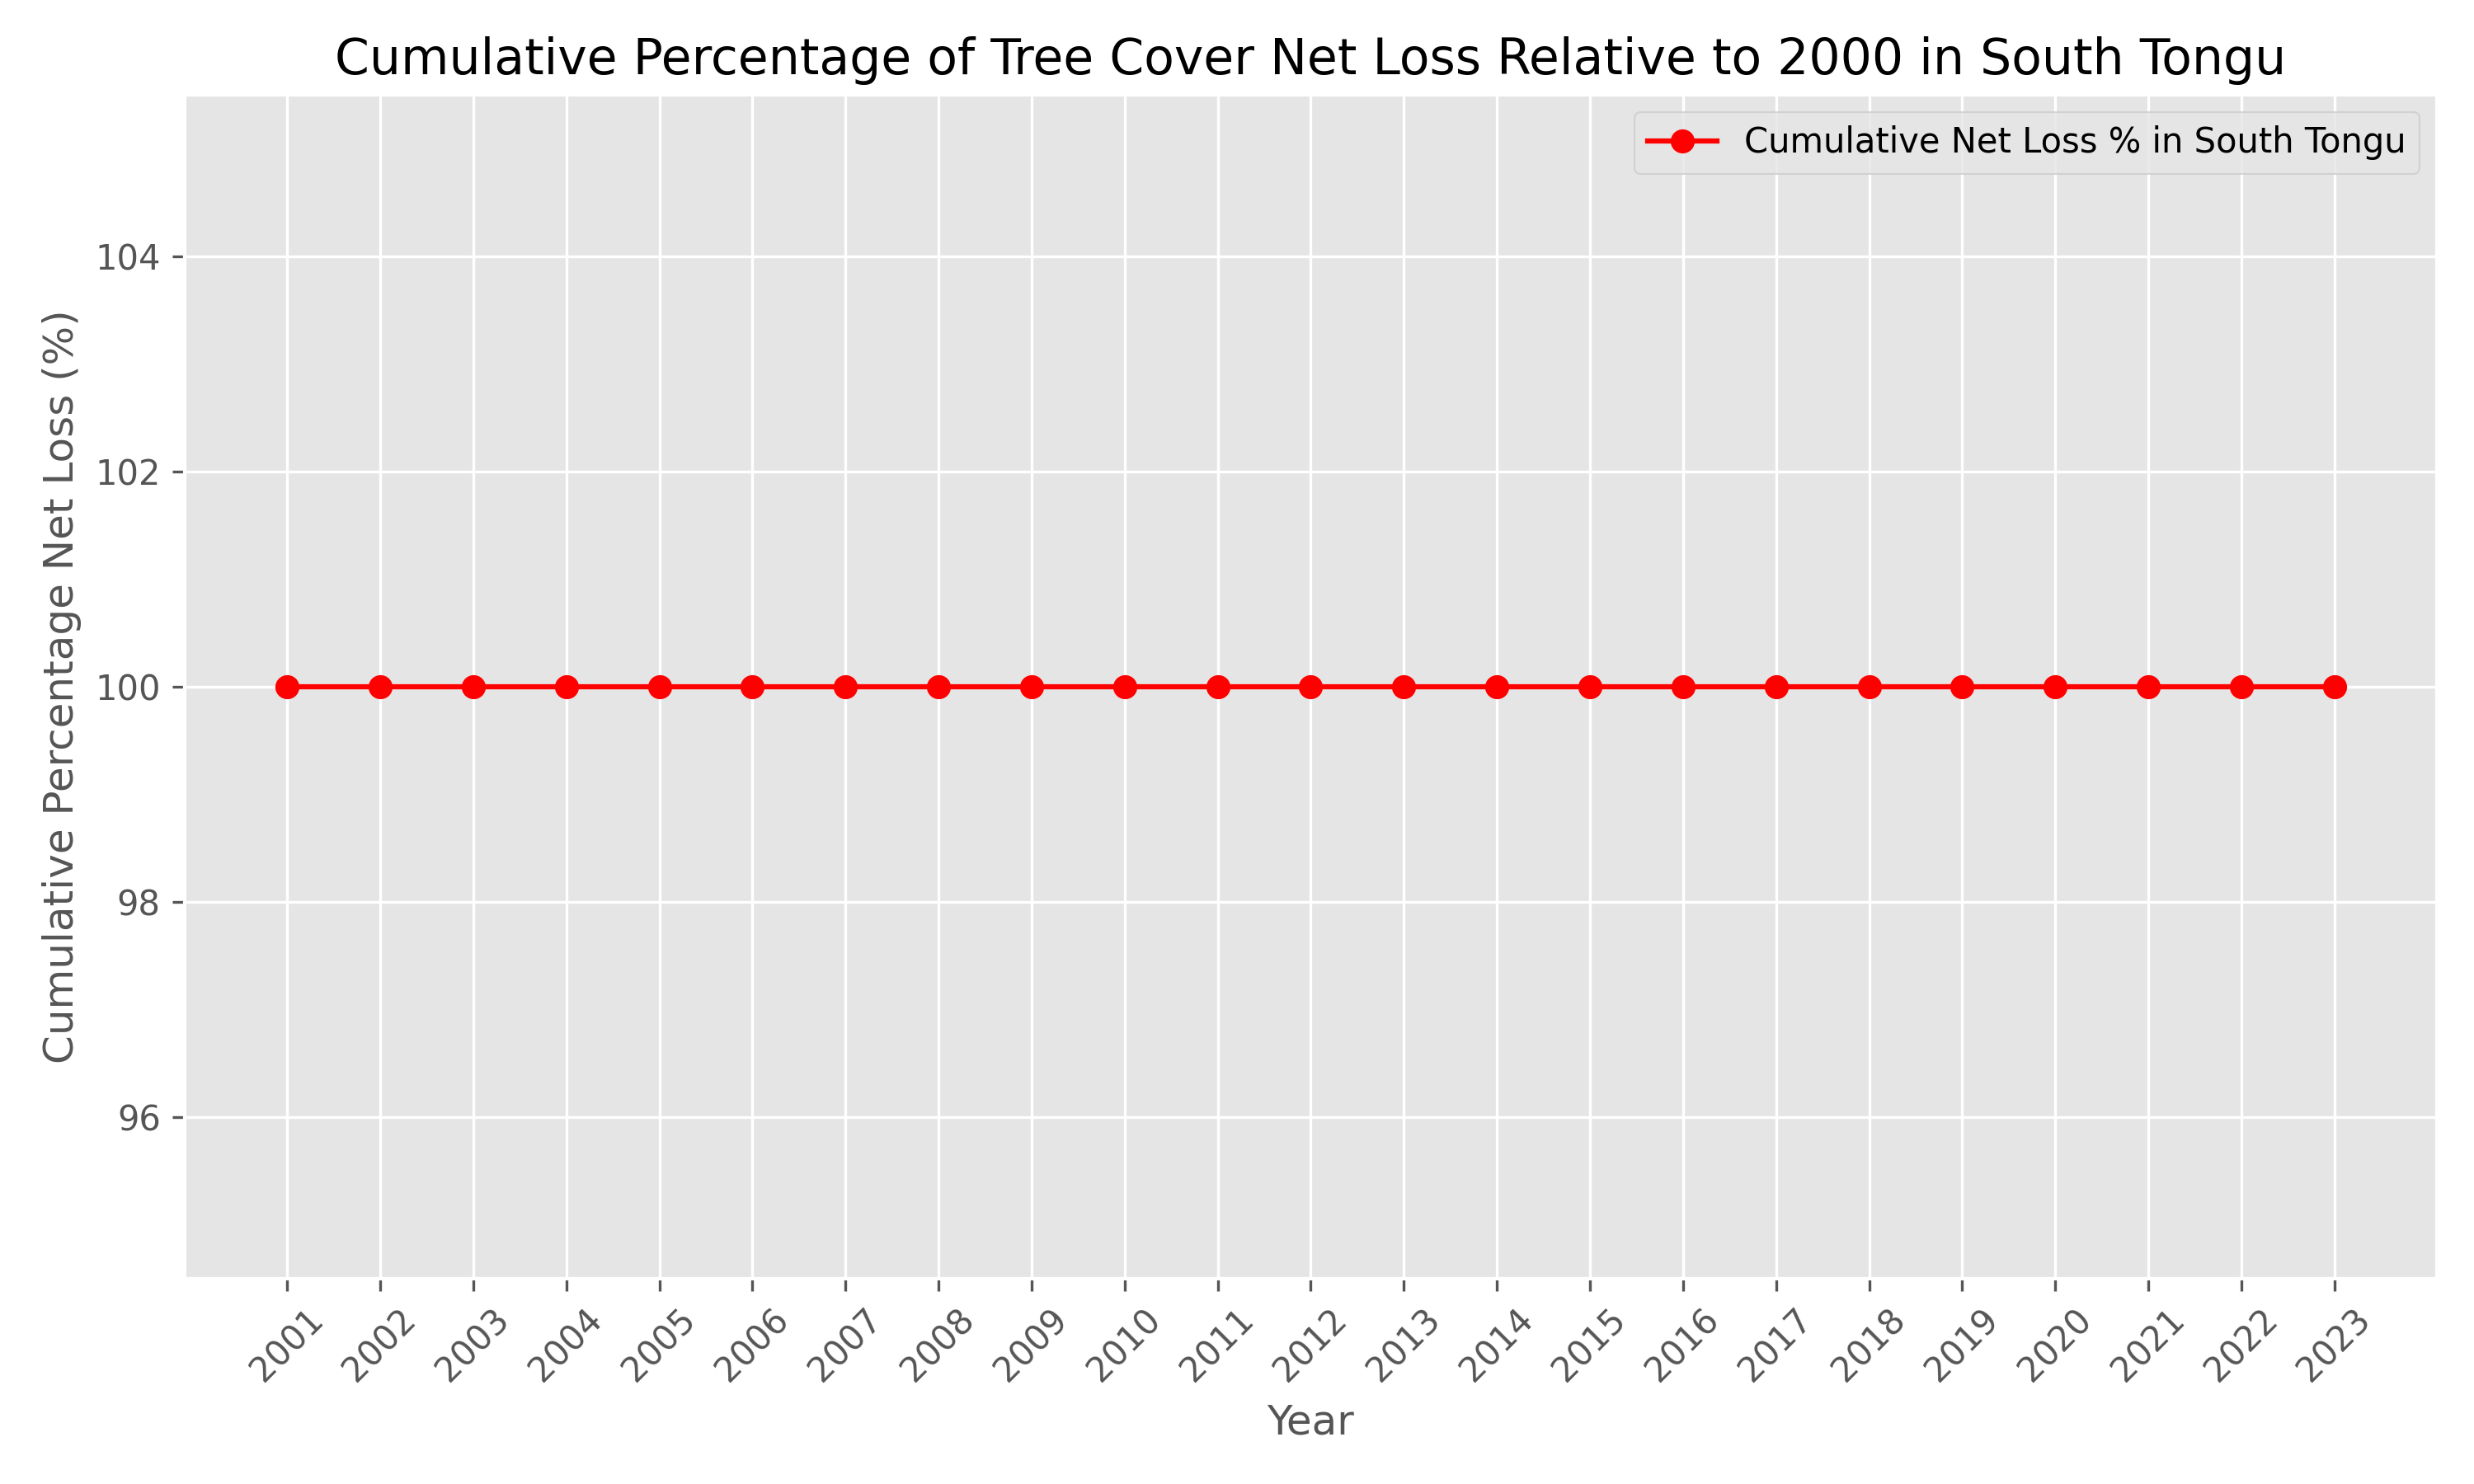 Cumulative Percentage of Tree Cover Net Loss Relative to 2000 in South Tongu
Cumulative Net Loss % in South Tongu
Cumulative Percentage Net Loss (%)
104
102
100
98
96
2001 2002 2003 2004 2005 2006 2007 2008 2009 2010 2011 2012 2013 2014 2015 2016 2017 2018 2019 2020 2021 2022 2023
Year